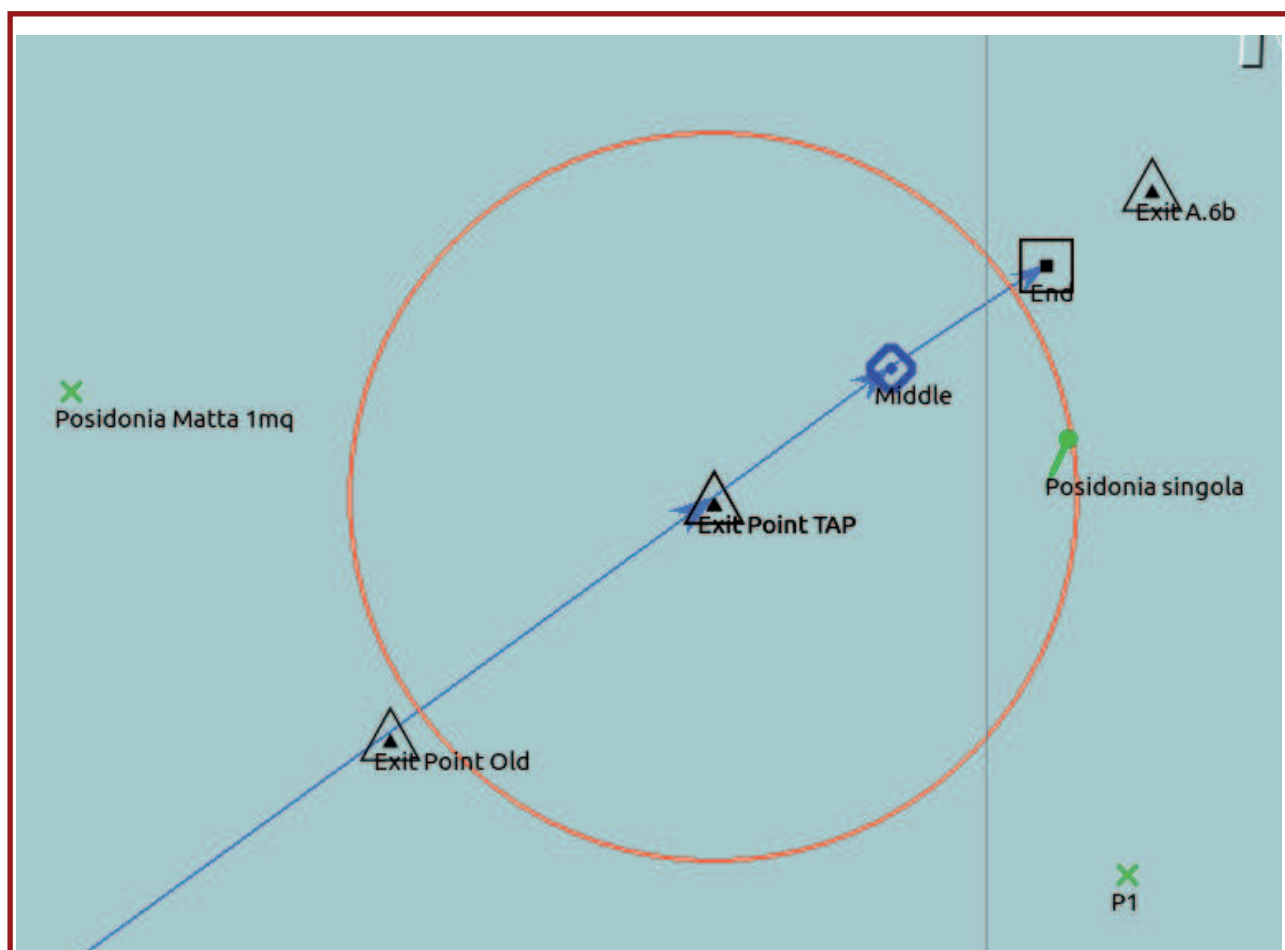 Exit A.6b
End
Middle
Posidonia Matta 1mq
Posidonia singola
Exit Point TAP
Exit Point Old
P1